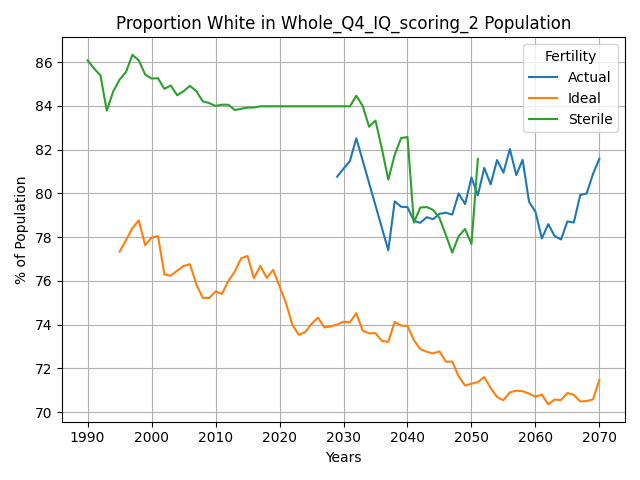 Proportion White in Whole_Q4_IQ_scoring_2 Population
Fertility
Actual
Ideal
Sterile
% of Population
86
84
82
80
78
76
74
72
70
1990
2000
2010
2020
2030
2040
2050
2060
2070
Years